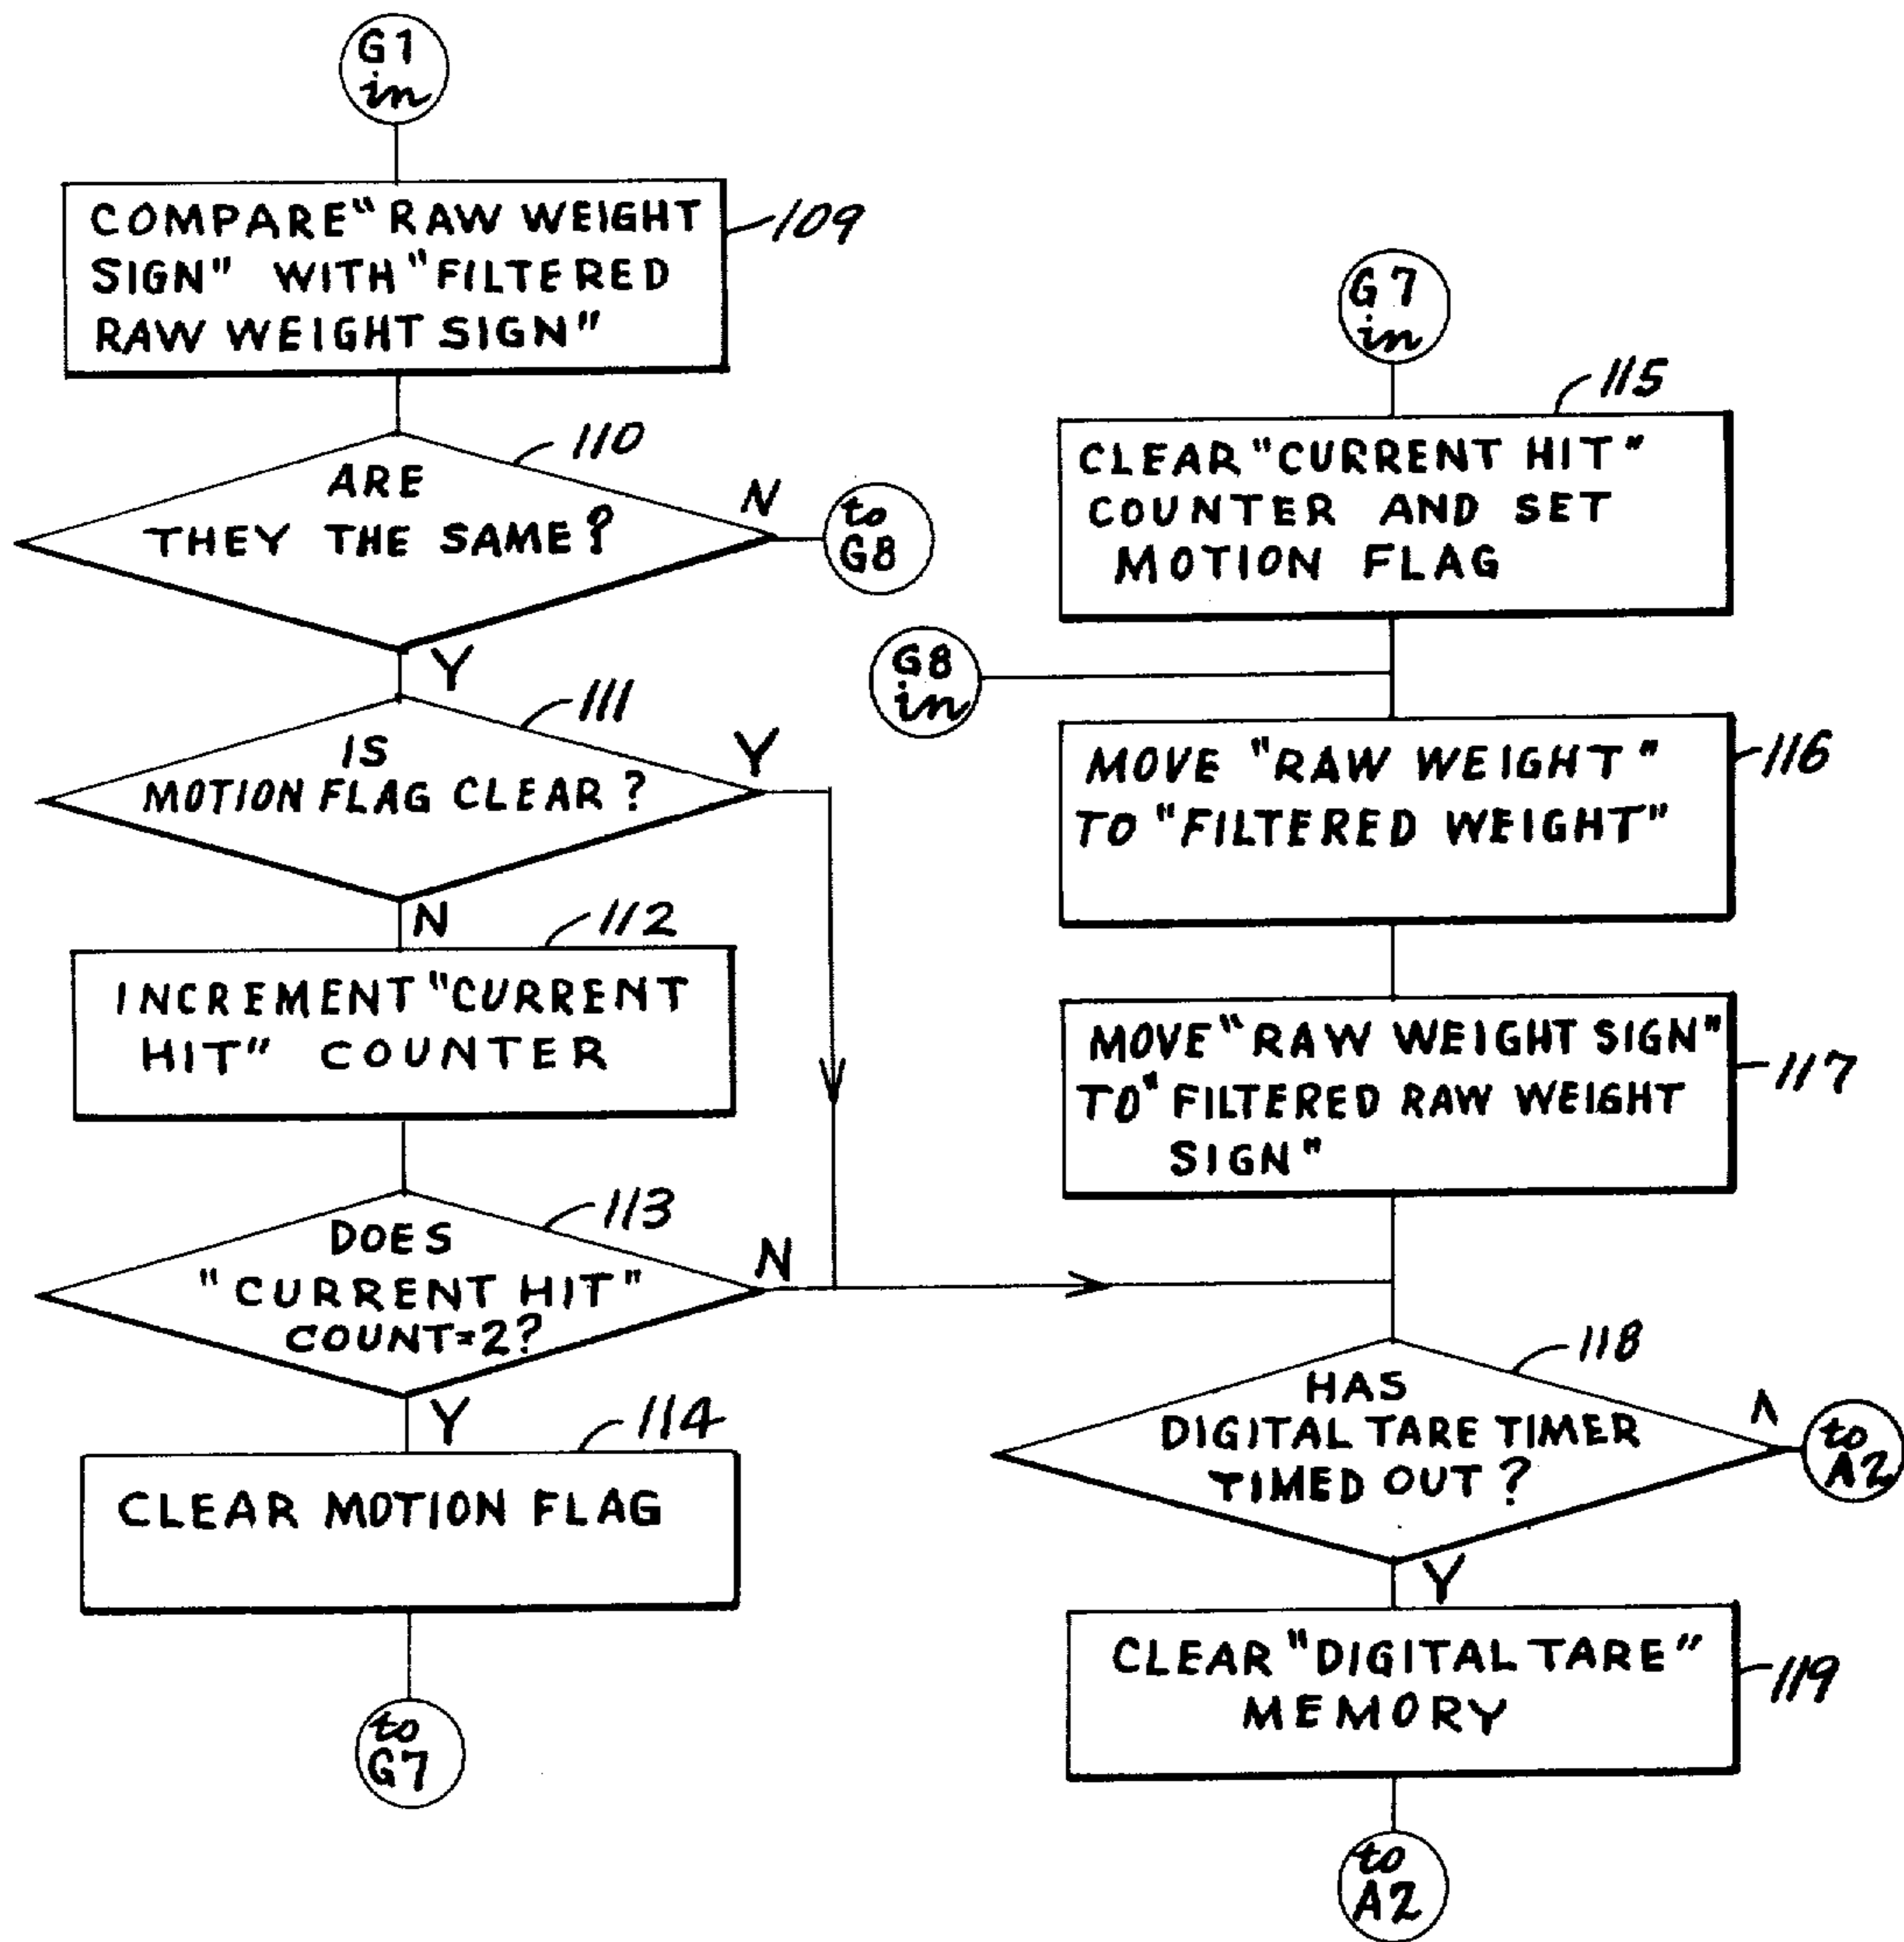 G1
in
COMPARE "RAW WEIGHT
SIGN" WITH "FILTERED
RAW WEIGHT SIGN"
109
ARE
THEY THE SAME?
110
N
to
G8
Y
IS
MOTION FLAG CLEAR?
111
Y
N
INCREMENT "CURRENT
HIT" COUNTER
112
DOES
"CURRENT HIT"
COUNT=2?
113
N
Y
CLEAR MOTION FLAG
114
to
G7
G7
in
CLEAR "CURRENT HIT"
COUNTER AND SET
MOTION FLAG
115
G8
in
MOVE "RAW WEIGHT"
TO "FILTERED WEIGHT"
116
MOVE "RAW WEIGHT SIGN"
TO "FILTERED RAW WEIGHT
SIGN"
117
HAS
DIGITAL TARE TIMER
TIMED OUT?
118
to
A2
Y
CLEAR "DIGITAL TARE"
MEMORY
119
to
A2